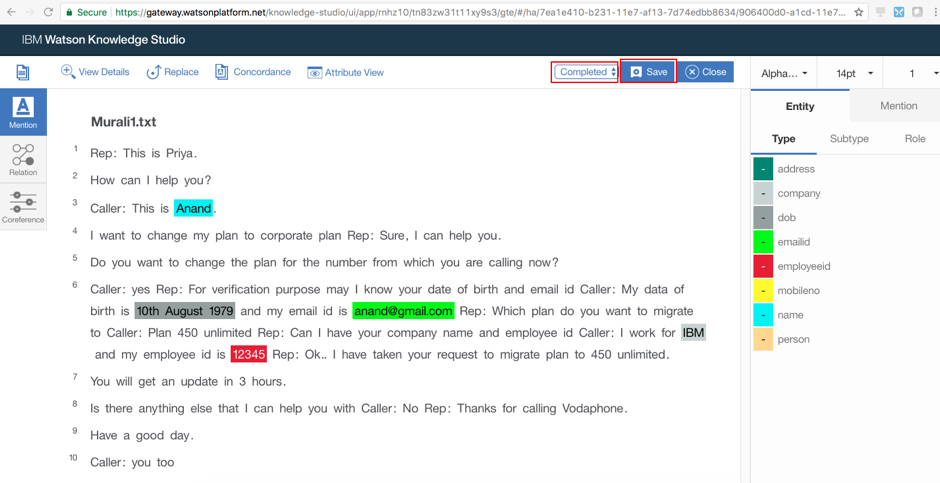 Secure https://gateway.watsonplatform.net/knowledge-studio/ui/app/rnhz10/tn83zw31t11xy9s3/gte/#/ha/7ea1e410-b231-11e7-af13-7d74edbb8634/906400d0-a1cd-11e7...
IBM Watson Knowledge Studio
View Details Replace Concordance Attribute View Completed Save Close Alpha... 14pt 1
Mention
Relation
Coreference
Murali1.txt
1 Rep: This is Priya.
2 How can I help you?
3 Caller: This is Anand.
4 I want to change my plan to corporate plan Rep: Sure, I can help you.
5 Do you want to change the plan for the number from which you are calling now?
6 Caller: yes Rep: For verification purpose may I know your date of birth and email id Caller: My data of
birth is 10th August 1979 and my email id is anand@gmail.com Rep: Which plan do you want to migrate
to Caller: Plan 450 unlimited Rep: Can I have your company name and employee id Caller: I work for IBM
and my employee id is 12345 Rep: Ok.. I have taken your request to migrate plan to 450 unlimited.
7 You will get an update in 3 hours.
8 Is there anything else that I can help you with Caller: No Rep: Thanks for calling Vodaphone.
9 Have a good day.
10 Caller: you too
Entity Mention
Type Subtype Role
- address
- company
- dob
- emailid
- employeeid
- mobileno
- name
- person